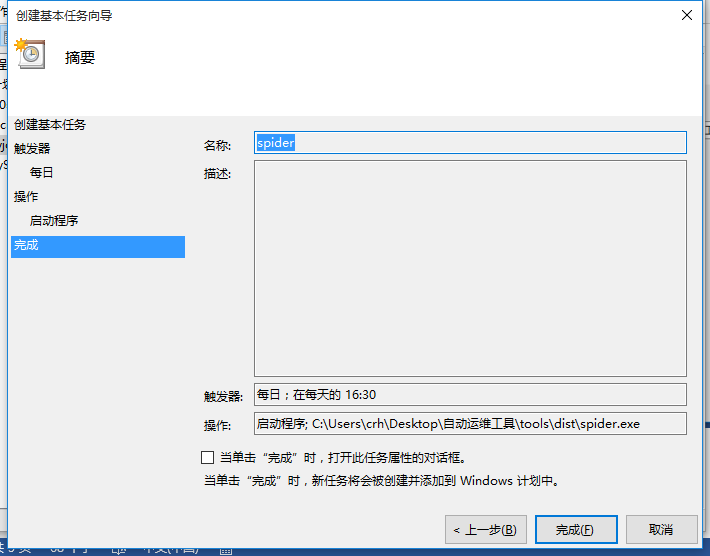 创建基本任务向导
摘要
创建基本任务
触发器
每日
操作
启动程序
完成
名称:
spider
描述:
触发器:
每日；在每天的 16:30
操作:
启动程序; C:\Users\crh\Desktop\自动运维工具\tools\dist\spider.exe
当单击“完成”时，打开此任务属性的对话框。
当单击“完成”时，新任务将会被创建并添加到 Windows 计划中。
< 上一步(B)
完成(F)
取消